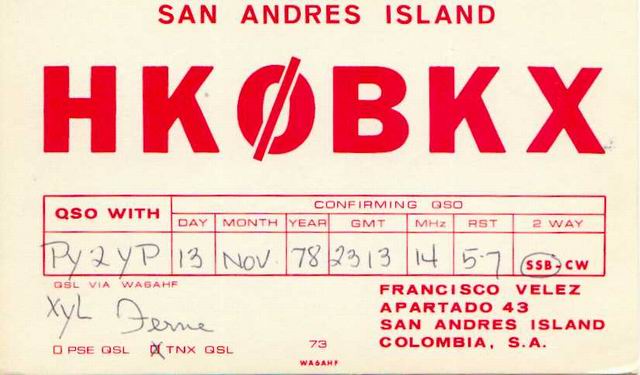 SAN ANDRES ISLAND
HKØBKX
QSO WITH
CONFIRMING QSO
DAY MONTH YEAR GMT MHz RST 2 WAY
PY2YP 13 NOV. 78 2313 14 5-7 SSB-CW
QSL VIA WA6AHF
XYL Ferne
PSE QSL X TNX QSL
73
WA6AHF
FRANCISCO VELEZ
APARTADO 43
SAN ANDRES ISLAND
COLOMBIA, S.A.